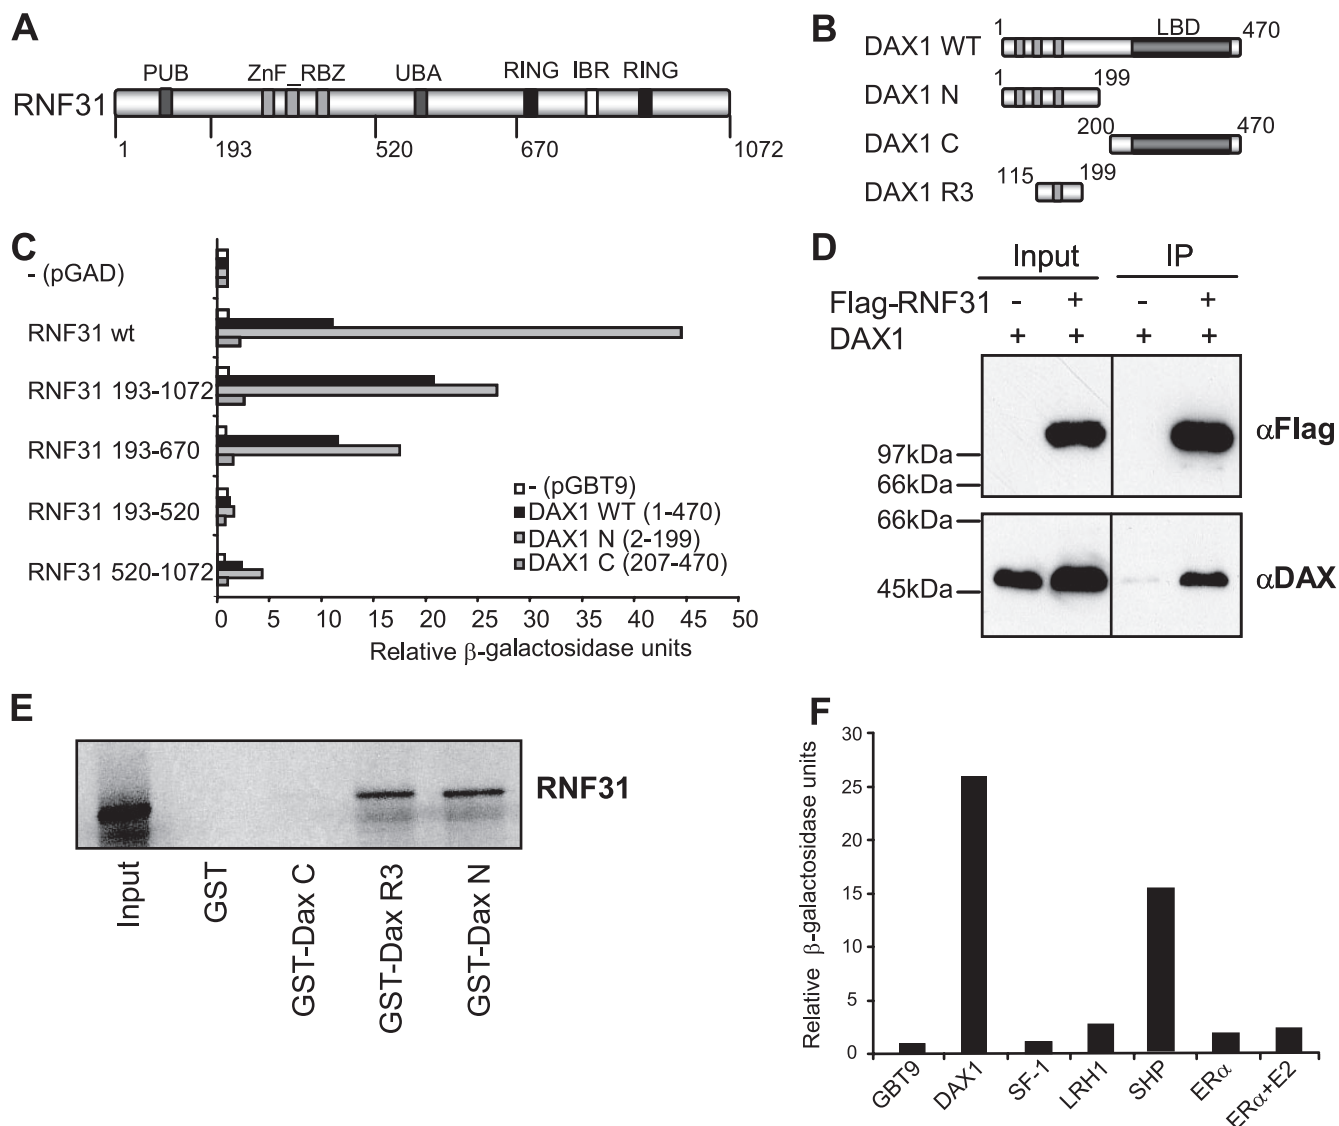 A
PUB ZnF_RBZ UBA RING IBR RING
RNF31
1 193 520 670 1072
B
DAX1 WT 1 LBD 470
DAX1 N 1 199
DAX1 C 200 470
DAX1 R3 115 199
C
- (pGAD)
RNF31 wt
RNF31 193-1072
RNF31 193-670
RNF31 193-520
RNF31 520-1072
- (pGBT9)
DAX1 WT (1-470)
DAX1 N (2-199)
DAX1 C (207-470)
0 5 10 15 20 25 30 35 40 45 50
Relative β-galactosidase units
D
Input IP
Flag-RNF31 - + - +
DAX1 + + + +
97kDa
66kDa
αFlag
66kDa
45kDa
αDAX
E
RNF31
Input
GST
GST-Dax C
GST-Dax R3
GST-Dax N
F
Relative β-galactosidase units
30
25
20
15
10
5
0
GBT9
DAX1
SF-1
LRH1
SHP
ERα
ERα+E2